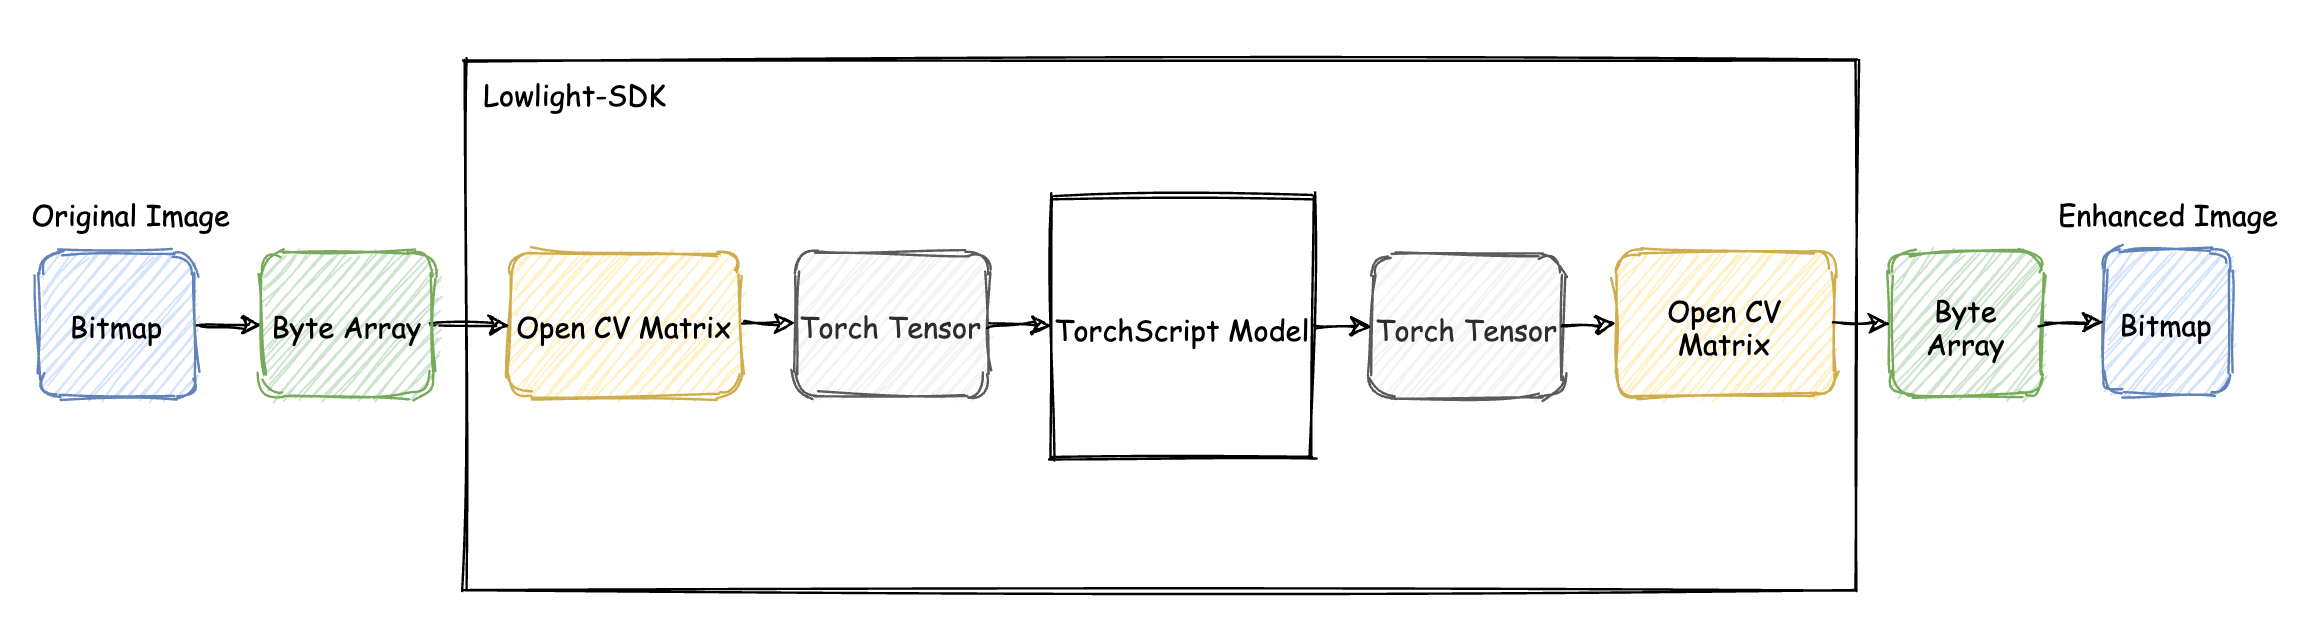 Lowlight-SDK
Original Image
Enhanced Image
Bitmap
Byte Array
Open CV Matrix
Torch Tensor
TorchScript Model
Torch Tensor
Open CV
Matrix
Byte
Array
Bitmap